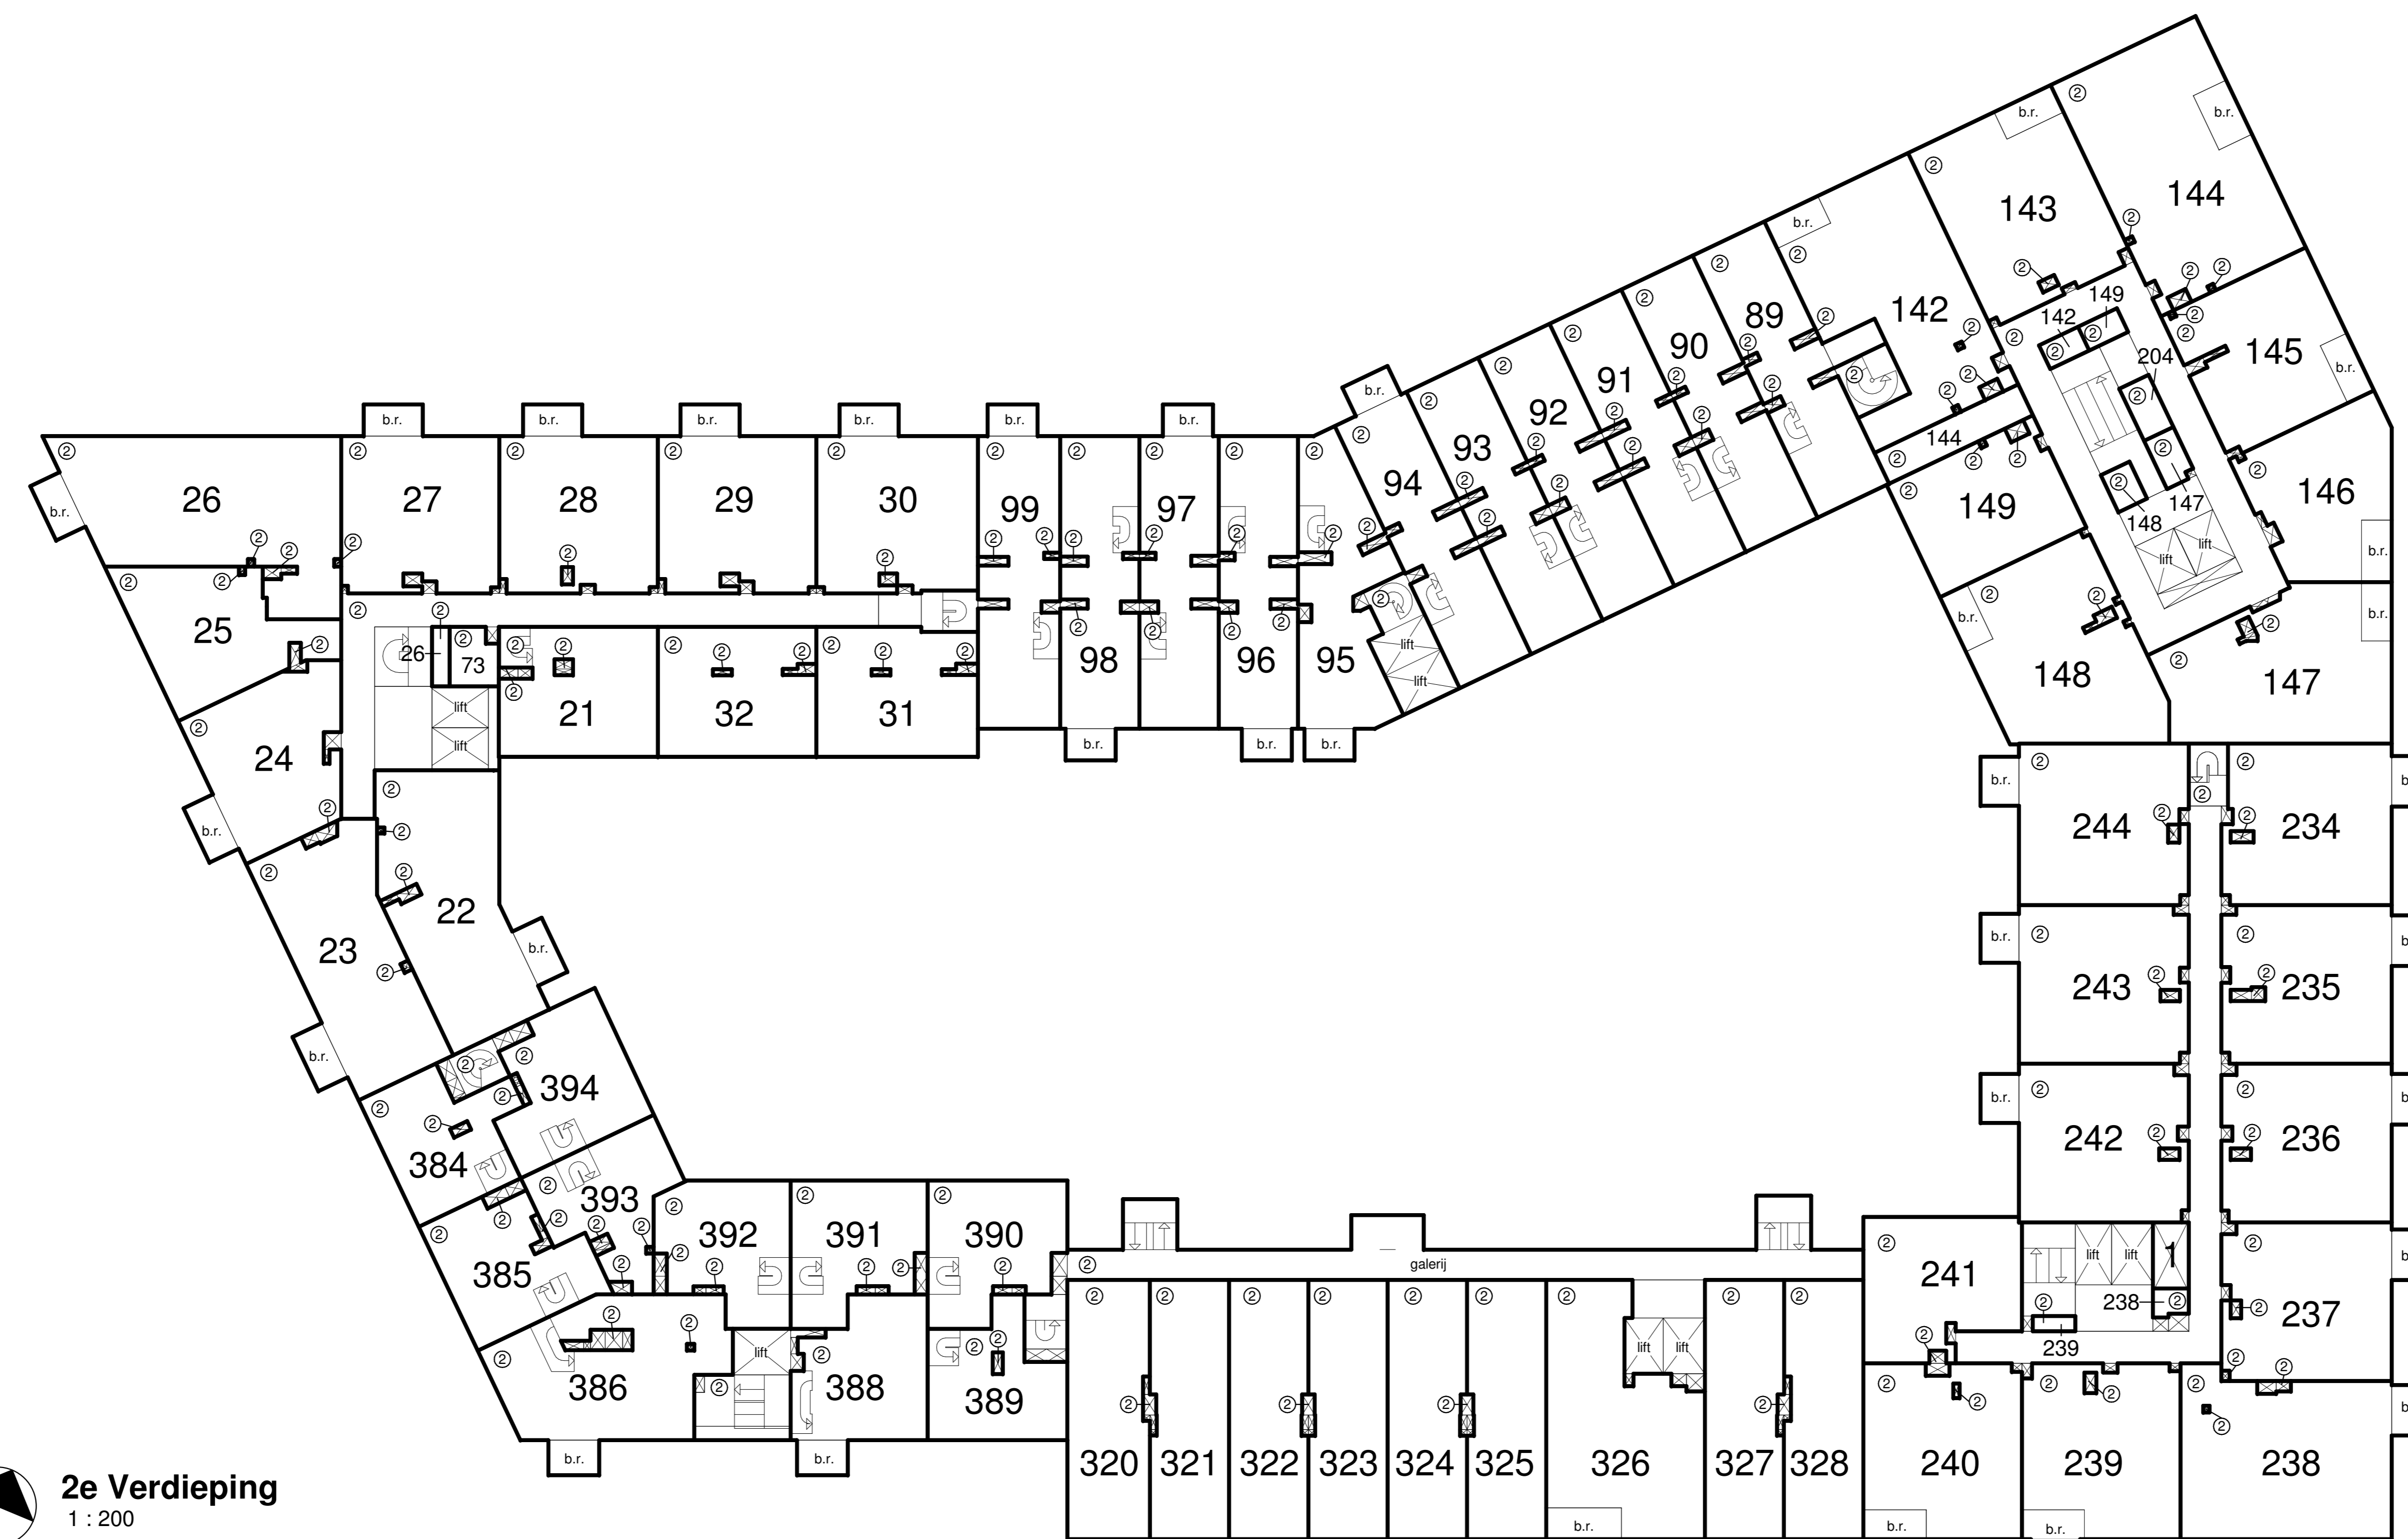 b.r.
b.r.
143
144
b.r.
142
149
142
204
145
b.r.
89
90
91
92
93
94
144
149
148
147
146
b.r.
lift
lift
b.r.
b.r.
148
147
b.r. b.r. b.r. b.r. b.r. b.r. b.r.
26 27 28 29 30 99 97
b.r.
25
26 73
98 96 95
lift
lift
lift
lift
21 32 31
24
b.r. b.r. b.r.
b.r.
22
23
b.r.
b.r.
394
384
393
385
392 391 390
386 388 389
lift
b.r. b.r.
galerij
lift lift
320 321 322 323 324 325 326 327 328
b.r.
b.r. 244 234 b
b.r. 243 235 b
b.r. 242 236 b
241 lift lift 1 b
238
239
237
240 239 238 b
b.r. b.r.
2e Verdieping
1 : 200